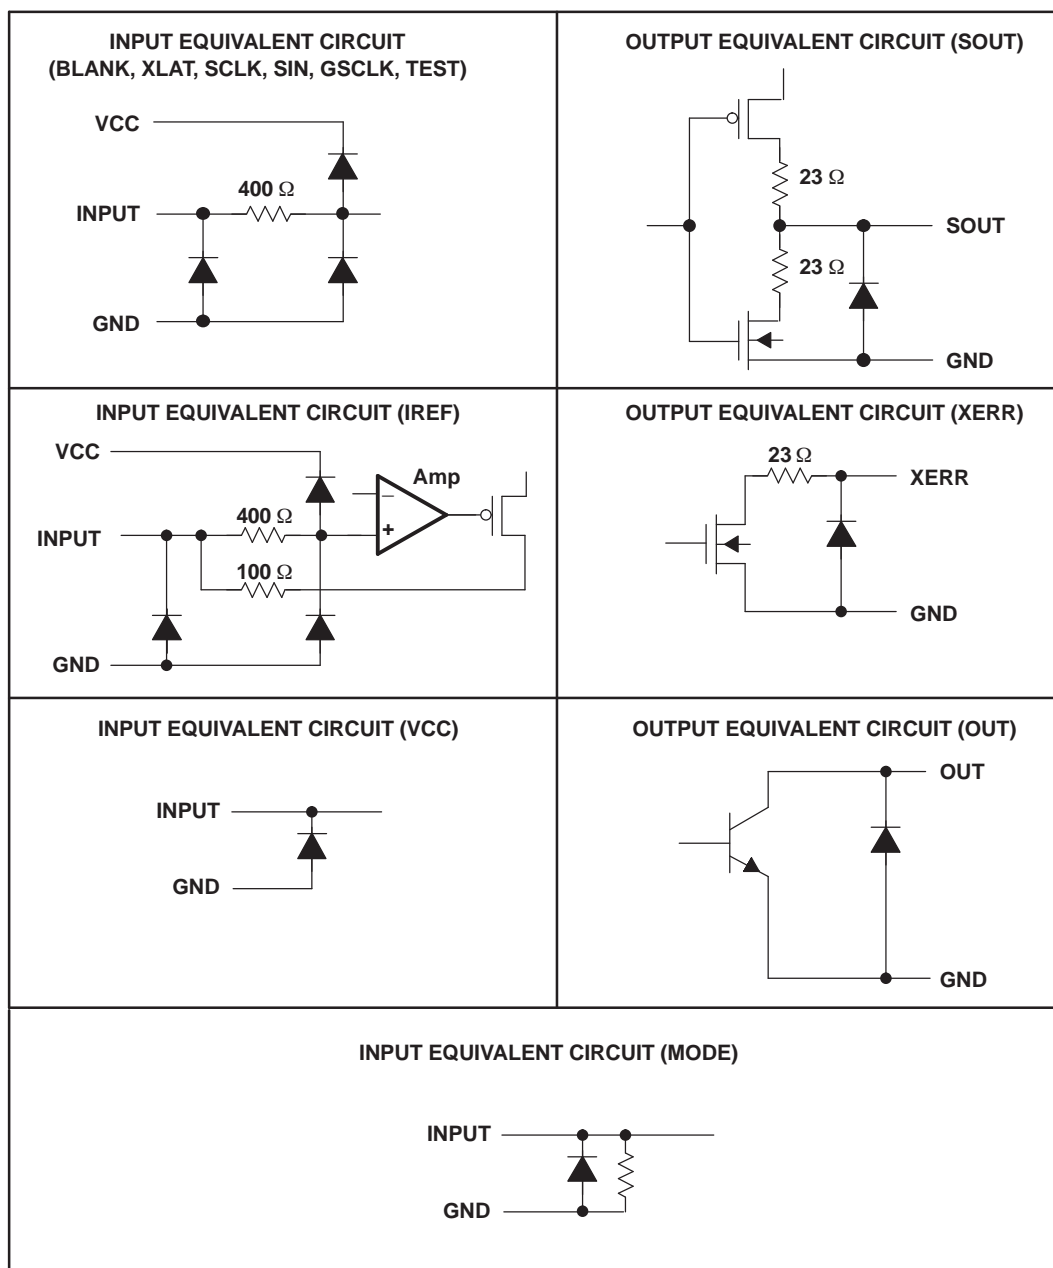 INPUT EQUIVALENT CIRCUIT
(BLANK, XLAT, SCLK, SIN, GSCLK, TEST)
VCC
400 Ω
INPUT
GND
OUTPUT EQUIVALENT CIRCUIT (SOUT)
23 Ω
SOUT
23 Ω
GND
INPUT EQUIVALENT CIRCUIT (IREF)
VCC
Amp
−
400 Ω
+
INPUT
100 Ω
GND
OUTPUT EQUIVALENT CIRCUIT (XERR)
23 Ω
XERR
GND
INPUT EQUIVALENT CIRCUIT (VCC)
INPUT
GND
OUTPUT EQUIVALENT CIRCUIT (OUT)
OUT
GND
INPUT EQUIVALENT CIRCUIT (MODE)
INPUT
GND